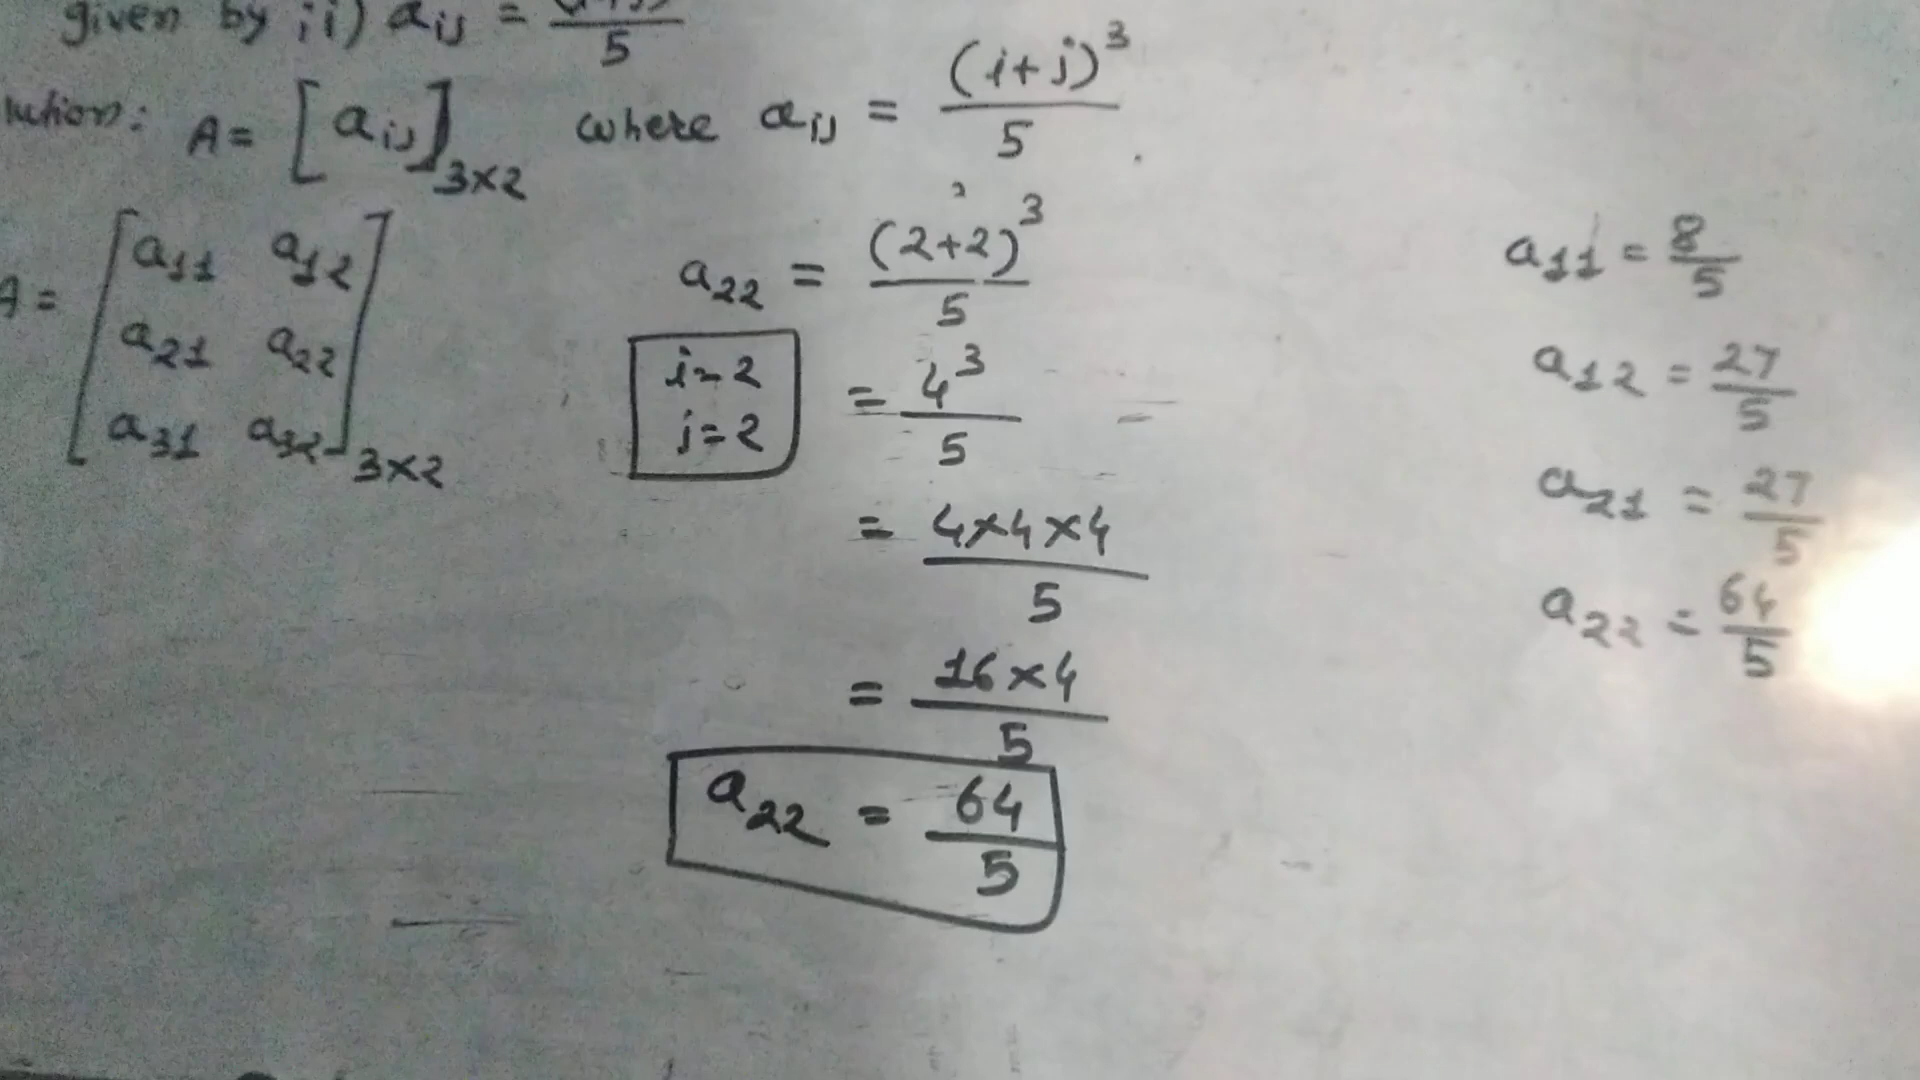 given by ii) aij = 5
lution: A = [aij]3×2 where aij = (i+j)³/5
A = [a11 a12
a21 a22
a31 a32]3×2
a22 = (2+2)³/5
i = 2
j = 2
= 4³/5
= 4×4×4/5
= 16×4/5
a22 = 64/5
a11 = 8/5
a12 = 27/5
a21 = 27/5
a22 = 64/5